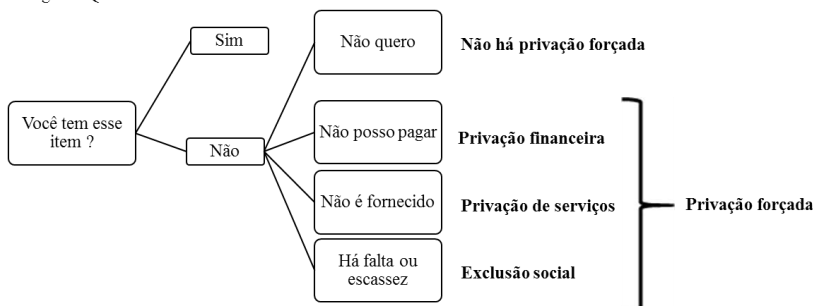 Sim
Não quero
Não há privação forçada
Você tem esse
item ?
Não posso pagar
Privação financeira
Não
Não é fornecido
Privação de serviços
Privação forçada
Há falta ou
escassez
Exclusão social